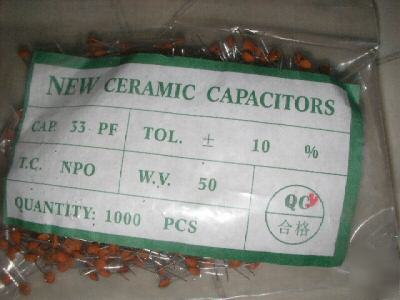 NEW CERAMIC CAPACITORS
CAP. 33 PF TOL. ± 10 %
T.C. NPO W.V. 50
QUANTITY: 1000 PCS
QC
合格